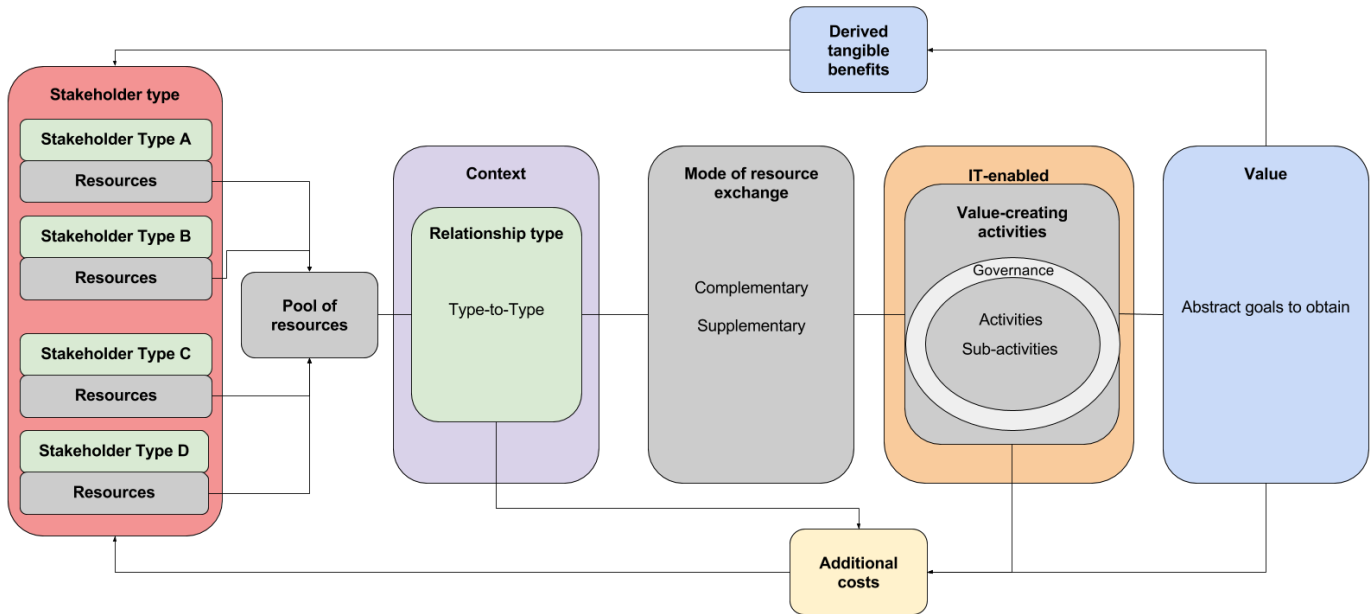 Derived
tangible
benefits
Stakeholder type
Stakeholder Type A
Resources
Stakeholder Type B
Resources
Stakeholder Type C
Resources
Stakeholder Type D
Resources
Pool of
resources
Context
Relationship type
Type-to-Type
Mode of resource
exchange
Complementary
Supplementary
IT-enabled
Value-creating
activities
Governance
Activities
Sub-activities
Value
Abstract goals to obtain
Additional
costs